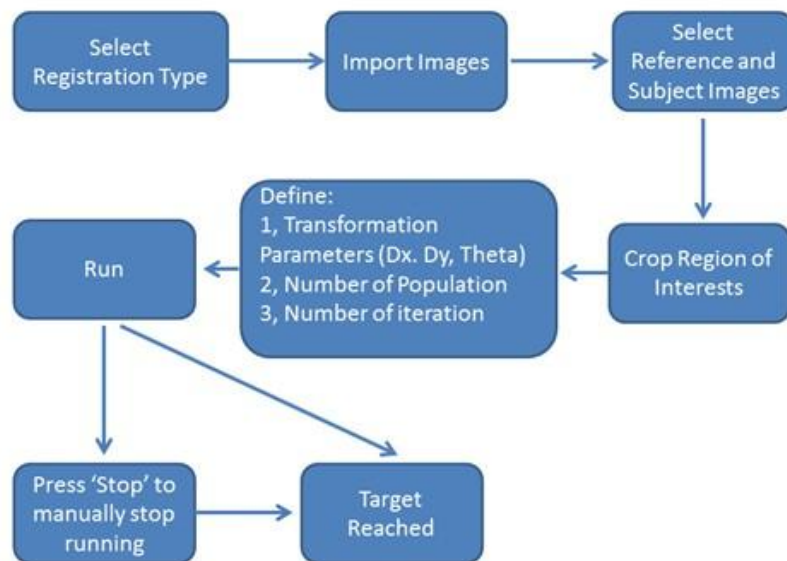 Select
Registration Type
Import Images
Select
Reference and
Subject Images
Crop Region of
Interests
Define:
1, Transformation
Parameters (Dx. Dy, Theta)
2, Number of Population
3, Number of iteration
Run
Press ‘Stop’ to
manually stop
running
Target
Reached